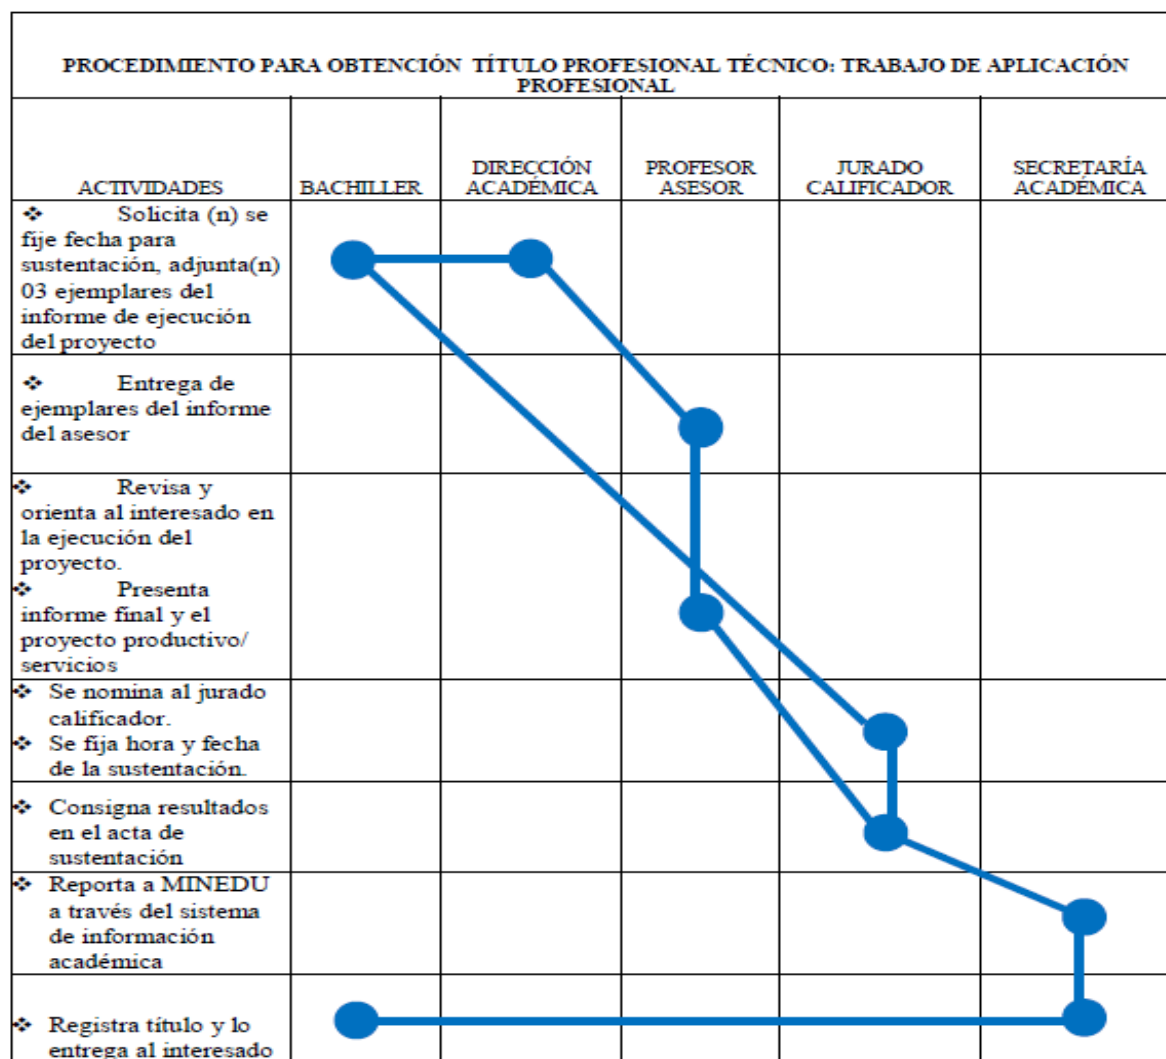 PROCEDIMIENTO PARA OBTENCIÓN TÍTULO PROFESIONAL TÉCNICO: TRABAJO DE APLICACIÓN
PROFESIONAL
ACTIVIDADES
BACHILLER
DIRECCIÓN
ACADÉMICA
PROFESOR
ASESOR
JURADO
CALIFICADOR
SECRETARÍA
ACADÉMICA
❖ Solicita (n) se
fije fecha para
sustentación, adjunta(n)
03 ejemplares del
informe de ejecución
del proyecto
❖ Entrega de
ejemplares del informe
del asesor
❖ Revisa y
orienta al interesado en
la ejecución del
proyecto.
❖ Presenta
informe final y el
proyecto productivo/
servicios
❖ Se nomina al jurado
calificador.
❖ Se fija hora y fecha
de la sustentación.
❖ Consigna resultados
en el acta de
sustentación
❖ Reporta a MINEDU
a través del sistema
de información
académica
❖ Registra título y lo
entrega al interesado